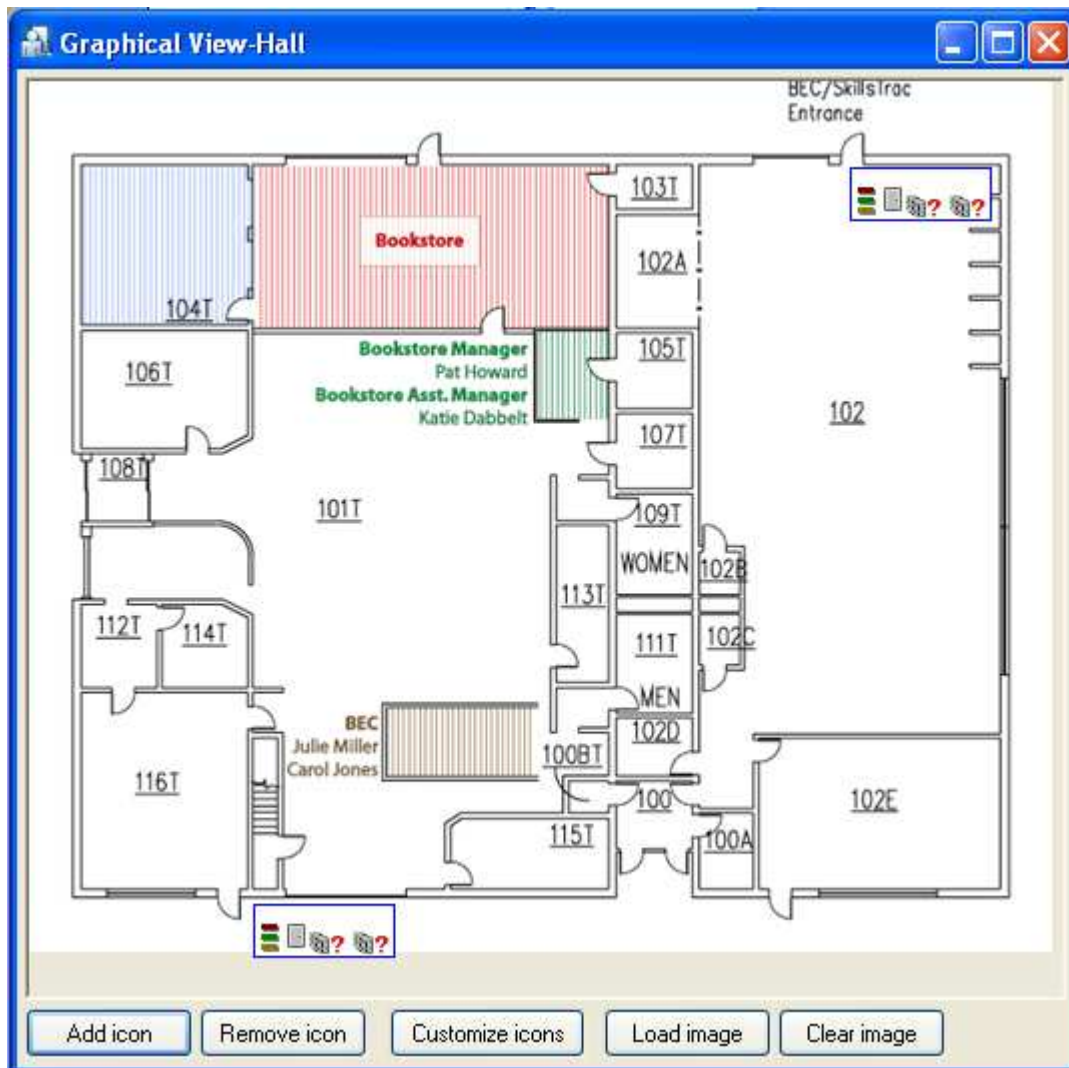 Graphical View-Hall
BEC/SkillsTrac
Entrance
103T
Bookstore
102A
104T
Bookstore Manager
Pat Howard
Bookstore Asst. Manager
Katie Dabbelt
105T
106T
102
107T
108T
101T
109T
WOMEN
102B
113T
112T
114T
111T
102C
MEN
BEC
Julie Miller
Carol Jones
102D
100BT
116T
100
102E
115T
100A
? ?
? ?
Add icon
Remove icon
Customize icons
Load image
Clear image